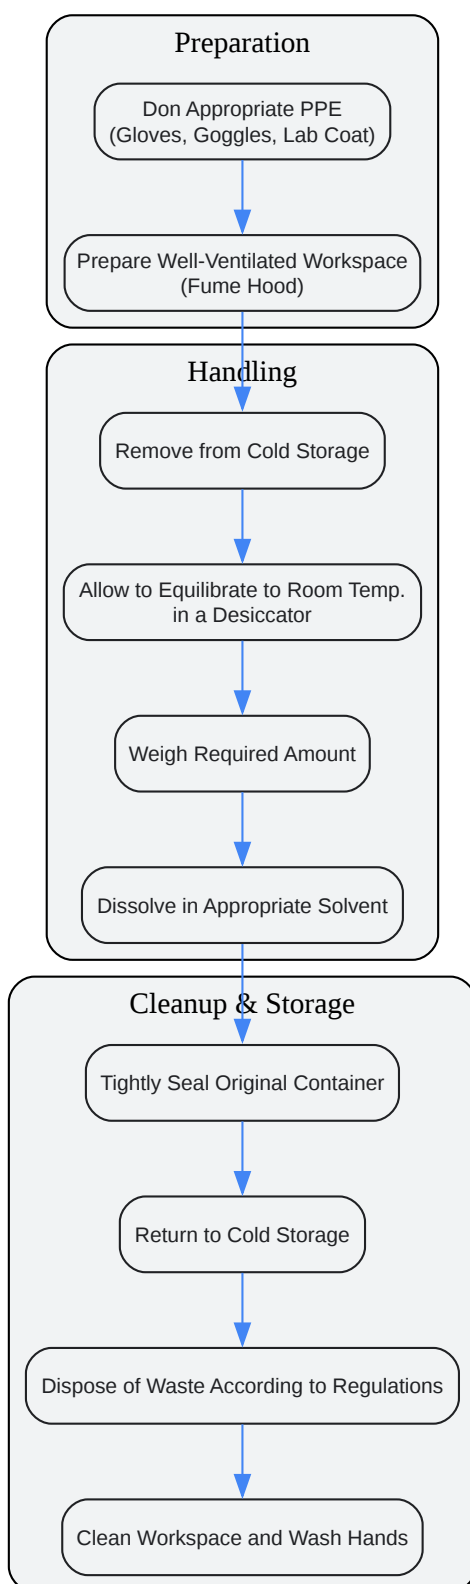 Preparation
Don Appropriate PPE
(Gloves, Goggles, Lab Coat)
Prepare Well-Ventilated Workspace
(Fume Hood)
Handling
Remove from Cold Storage
Allow to Equilibrate to Room Temp.
in a Desiccator
Weigh Required Amount
Dissolve in Appropriate Solvent
Cleanup & Storage
Tightly Seal Original Container
Return to Cold Storage
Dispose of Waste According to Regulations
Clean Workspace and Wash Hands